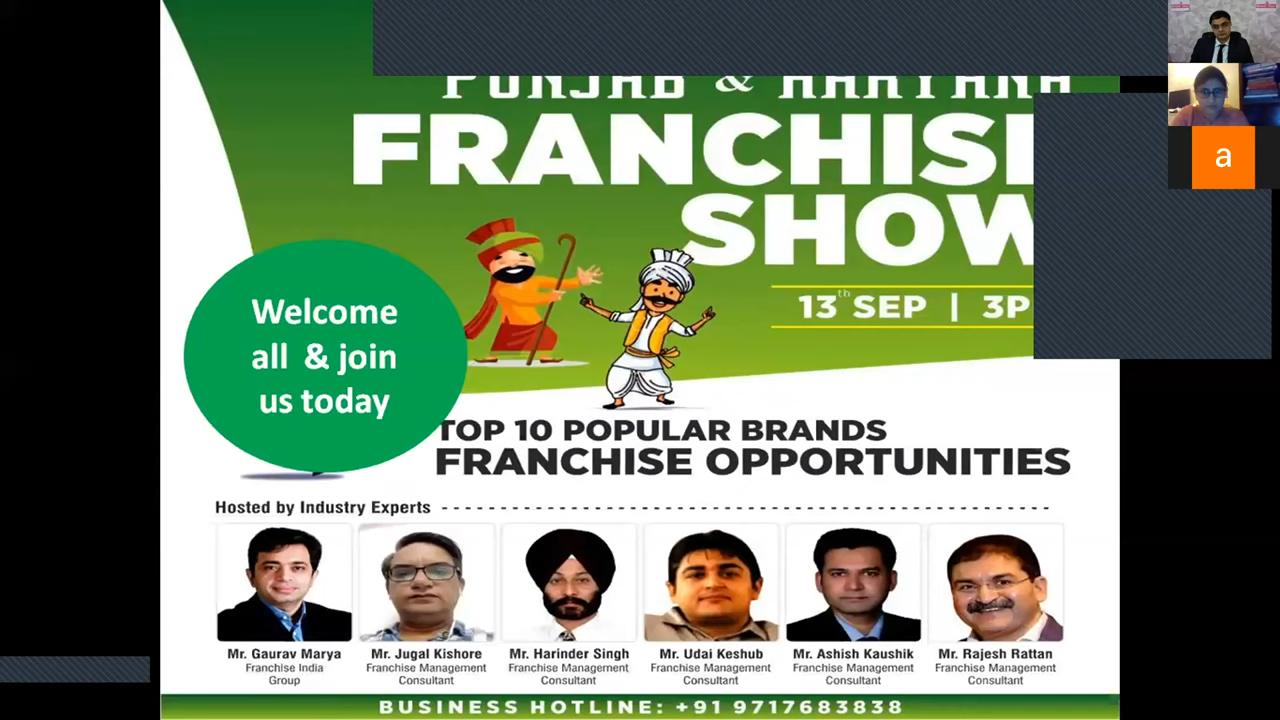 PUNJAB & HARYANA
FRANCHISE
SHOW
13th SEP | 3P
Welcome
all & join
us today
TOP 10 POPULAR BRANDS
FRANCHISE OPPORTUNITIES
Hosted by Industry Experts
Mr. Gaurav Marya
Franchise India
Group
Mr. Jugal Kishore
Franchise Management
Consultant
Mr. Harinder Singh
Franchise Management
Consultant
Mr. Udai Keshub
Franchise Management
Consultant
Mr. Ashish Kaushik
Franchise Management
Consultant
Mr. Rajesh Rattan
Franchise Management
Consultant
BUSINESS HOTLINE: +91 9717683838
a